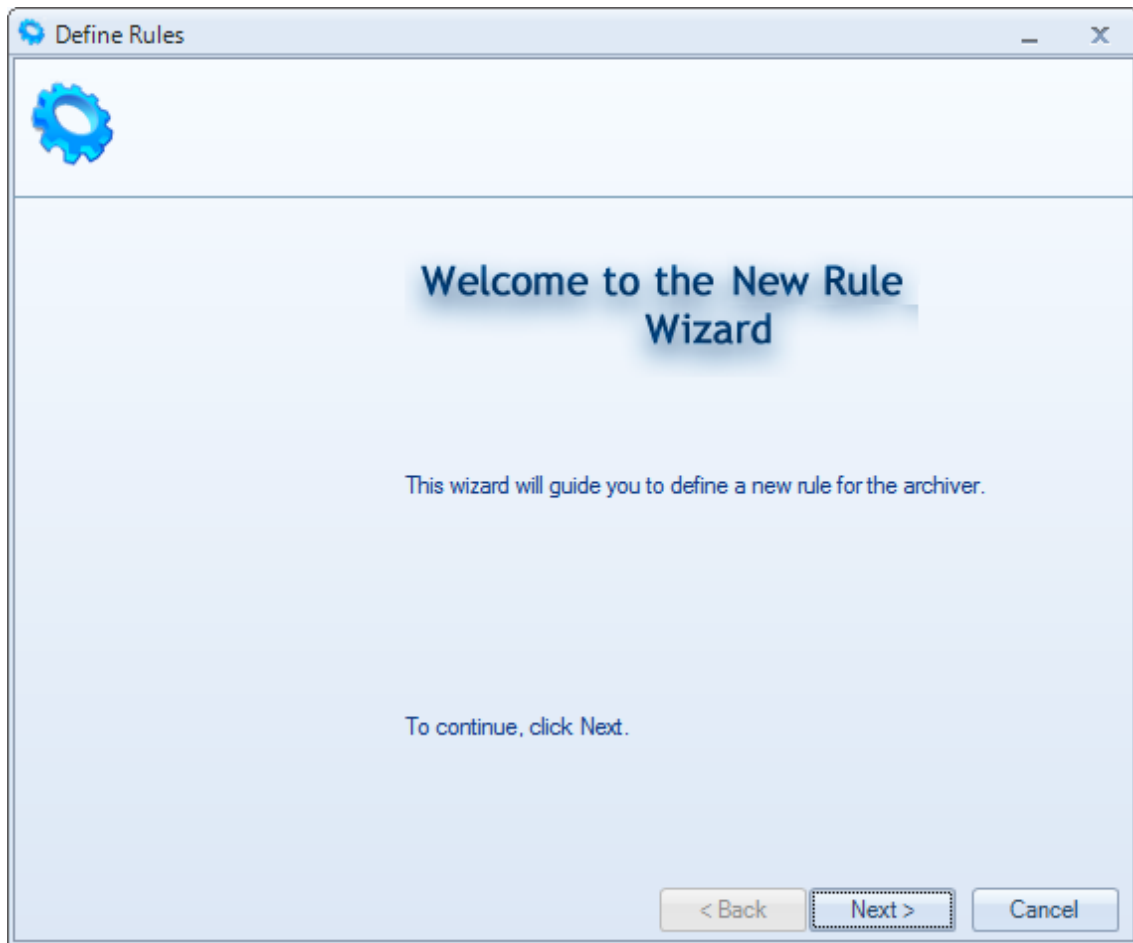 Define Rules
Welcome to the New Rule
Wizard
This wizard will guide you to define a new rule for the archiver.
To continue, click Next.
< Back Next > Cancel